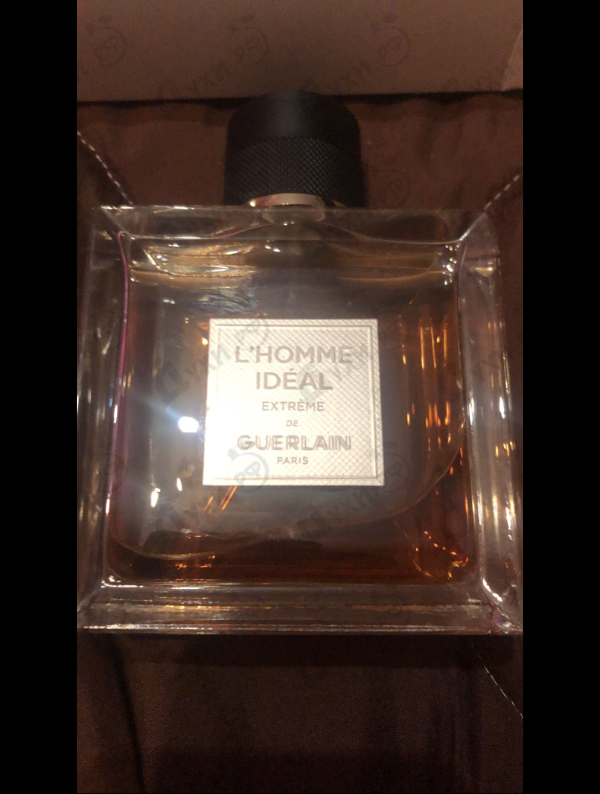 L'HOMME
IDÉAL
EXTRÊME
DE
GUERLAIN
PARIS